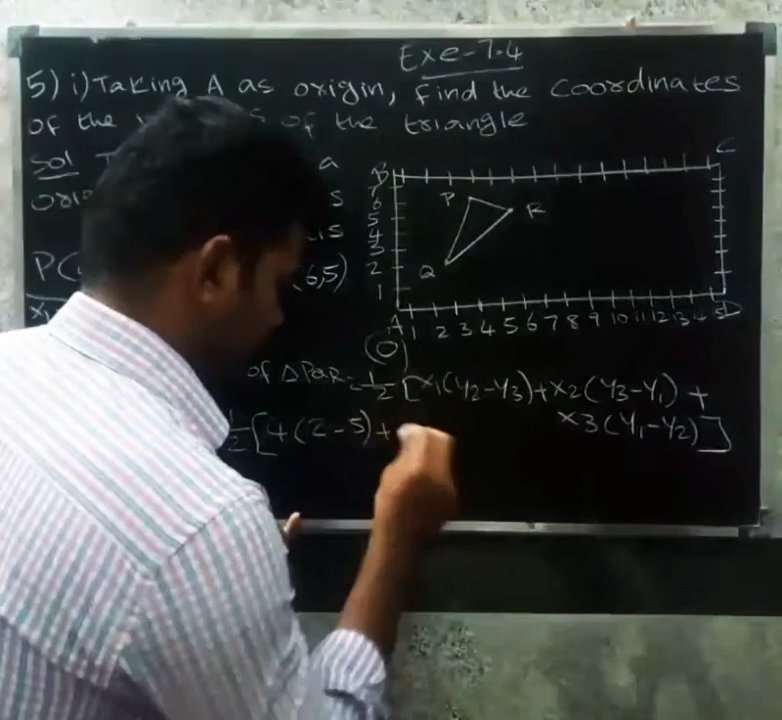 Exe-7.4
5) i) Taking A as origin, find the coordinates
of the of the triangle
Sol a
s
is
P( 6,5)
x₁
B C
7
6
5
4
3
2
1
P R
Q
A 1 2 3 4 5 6 7 8 9 10 11 12 13 14 15 D
(0)
of △PQR = 1/2 [x₁(y₂-y₃)+x₂(y₃-y₁) +
x3(y₁-y₂)]
1/2 [4(2-5)+